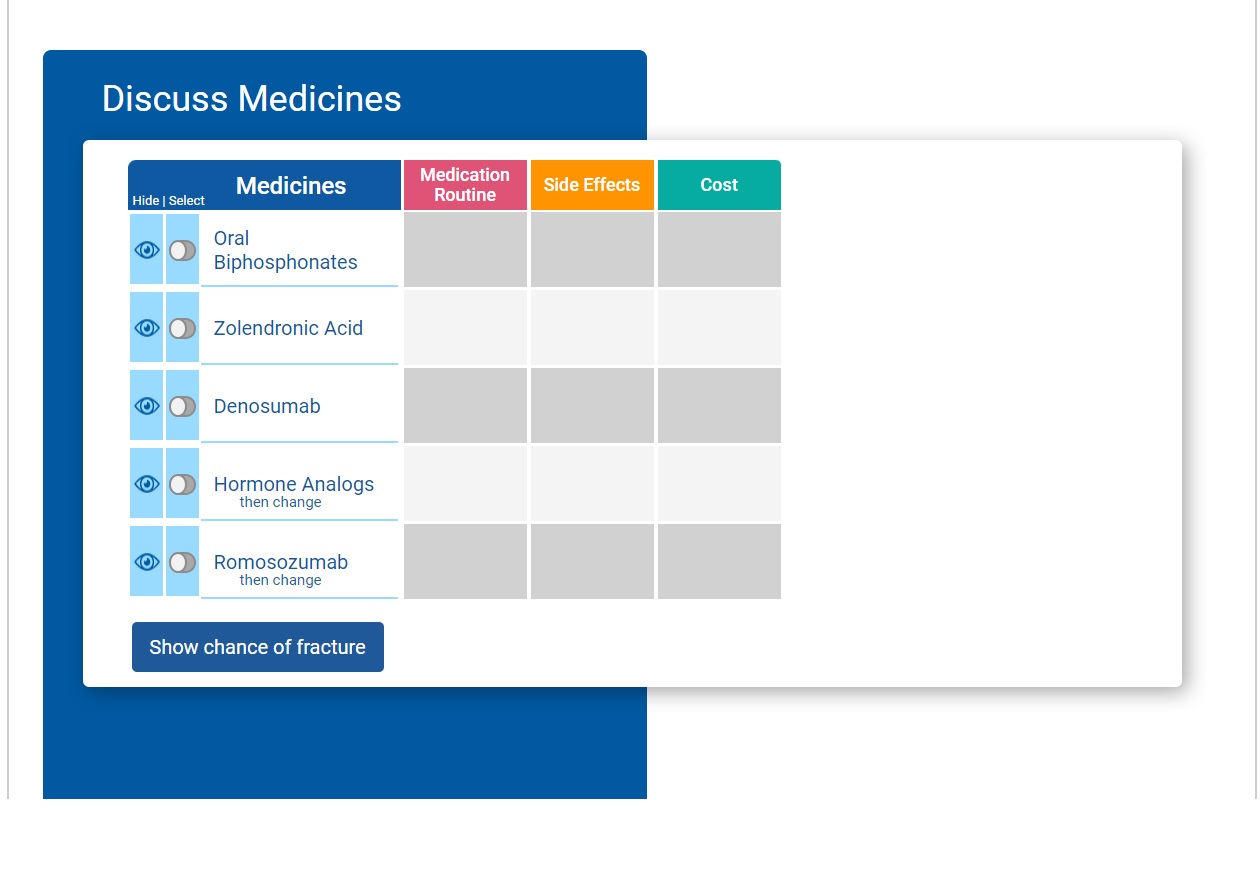 Discuss Medicines
Medicines
Hide | Select
Medication
Routine
Side Effects
Cost
Oral
Biphosphonates
Zolendronic Acid
Denosumab
Hormone Analogs
then change
Romosozumab
then change
Show chance of fracture